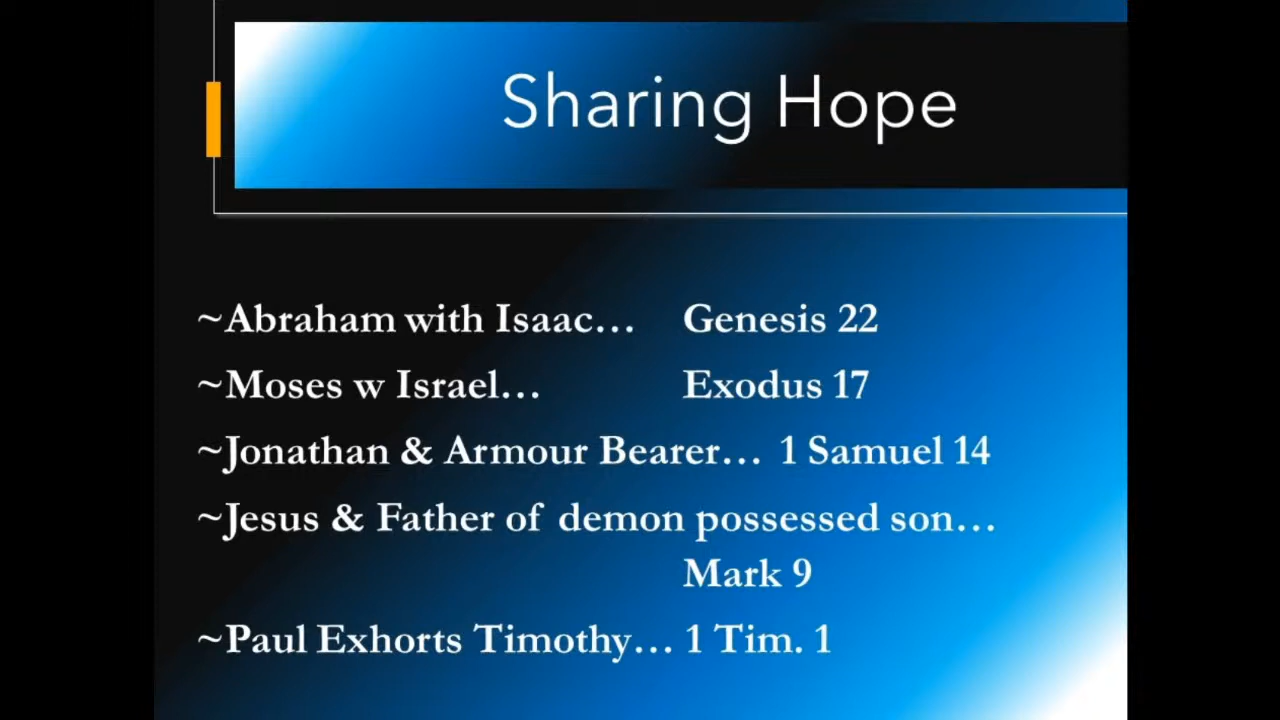 Sharing Hope
~Abraham with Isaac… Genesis 22
~Moses w Israel… Exodus 17
~Jonathan & Armour Bearer… 1 Samuel 14
~Jesus & Father of demon possessed son…
Mark 9
~Paul Exhorts Timothy… 1 Tim. 1